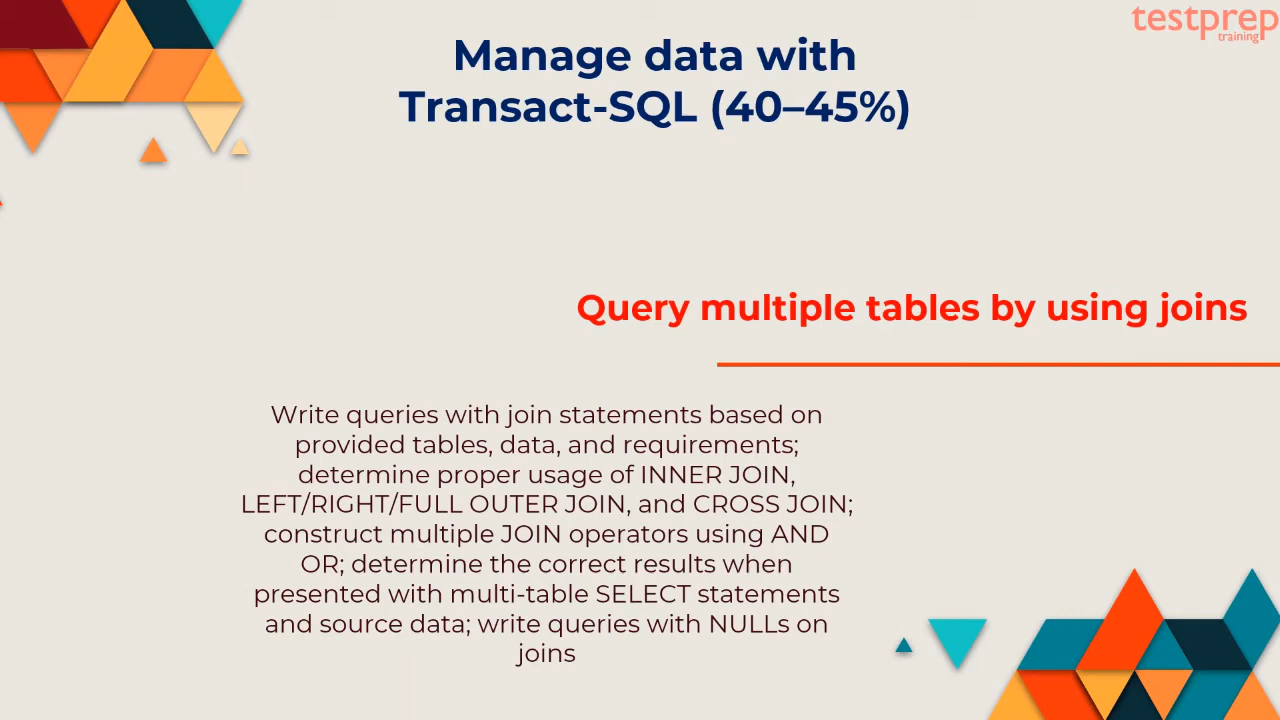 testprep
training
Manage data with
Transact-SQL (40–45%)
Query multiple tables by using joins
Write queries with join statements based on
provided tables, data, and requirements;
determine proper usage of INNER JOIN,
LEFT/RIGHT/FULL OUTER JOIN, and CROSS JOIN;
construct multiple JOIN operators using AND
OR; determine the correct results when
presented with multi-table SELECT statements
and source data; write queries with NULLs on
joins